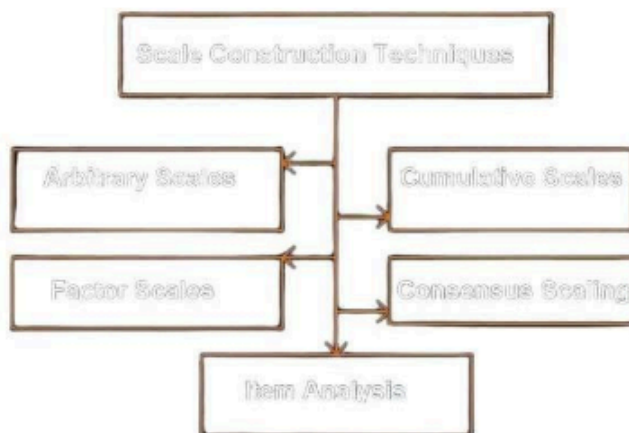 Scale Construction Techniques
Arbitrary Scales
Cumulative Scales
Factor Scales
Consensus Scaling
Item Analysis